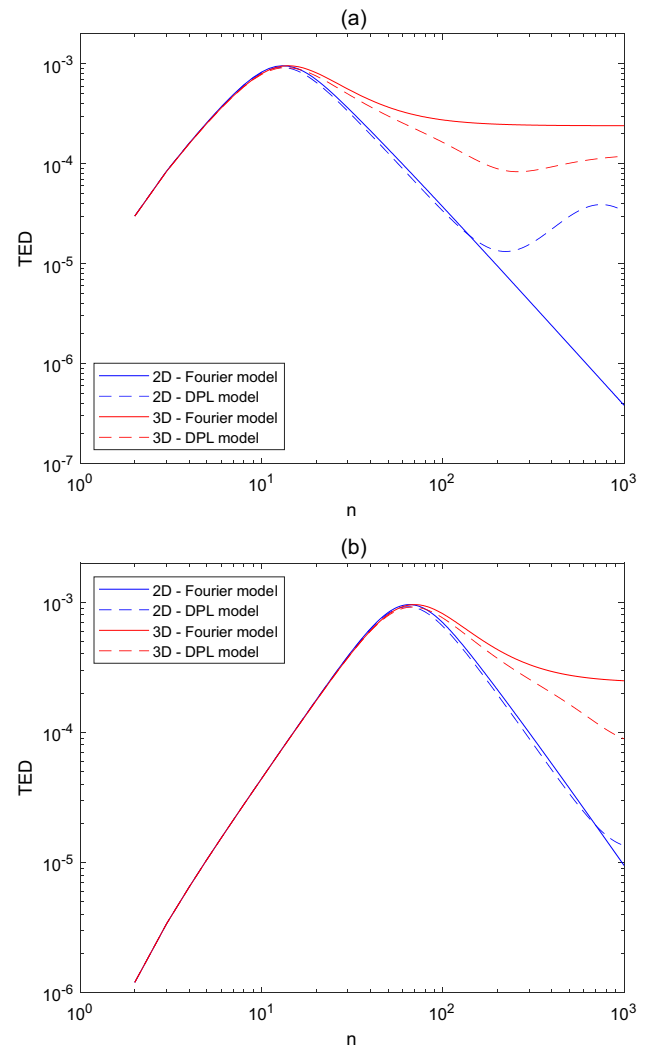 (a)
10^-3
10^-4
10^-5
10^-6
10^-7
TED
2D - Fourier model
2D - DPL model
3D - Fourier model
3D - DPL model
10^0
10^1
10^2
10^3
n
(b)
10^-3
10^-4
10^-5
10^-6
TED
2D - Fourier model
2D - DPL model
3D - Fourier model
3D - DPL model
10^0
10^1
10^2
10^3
n